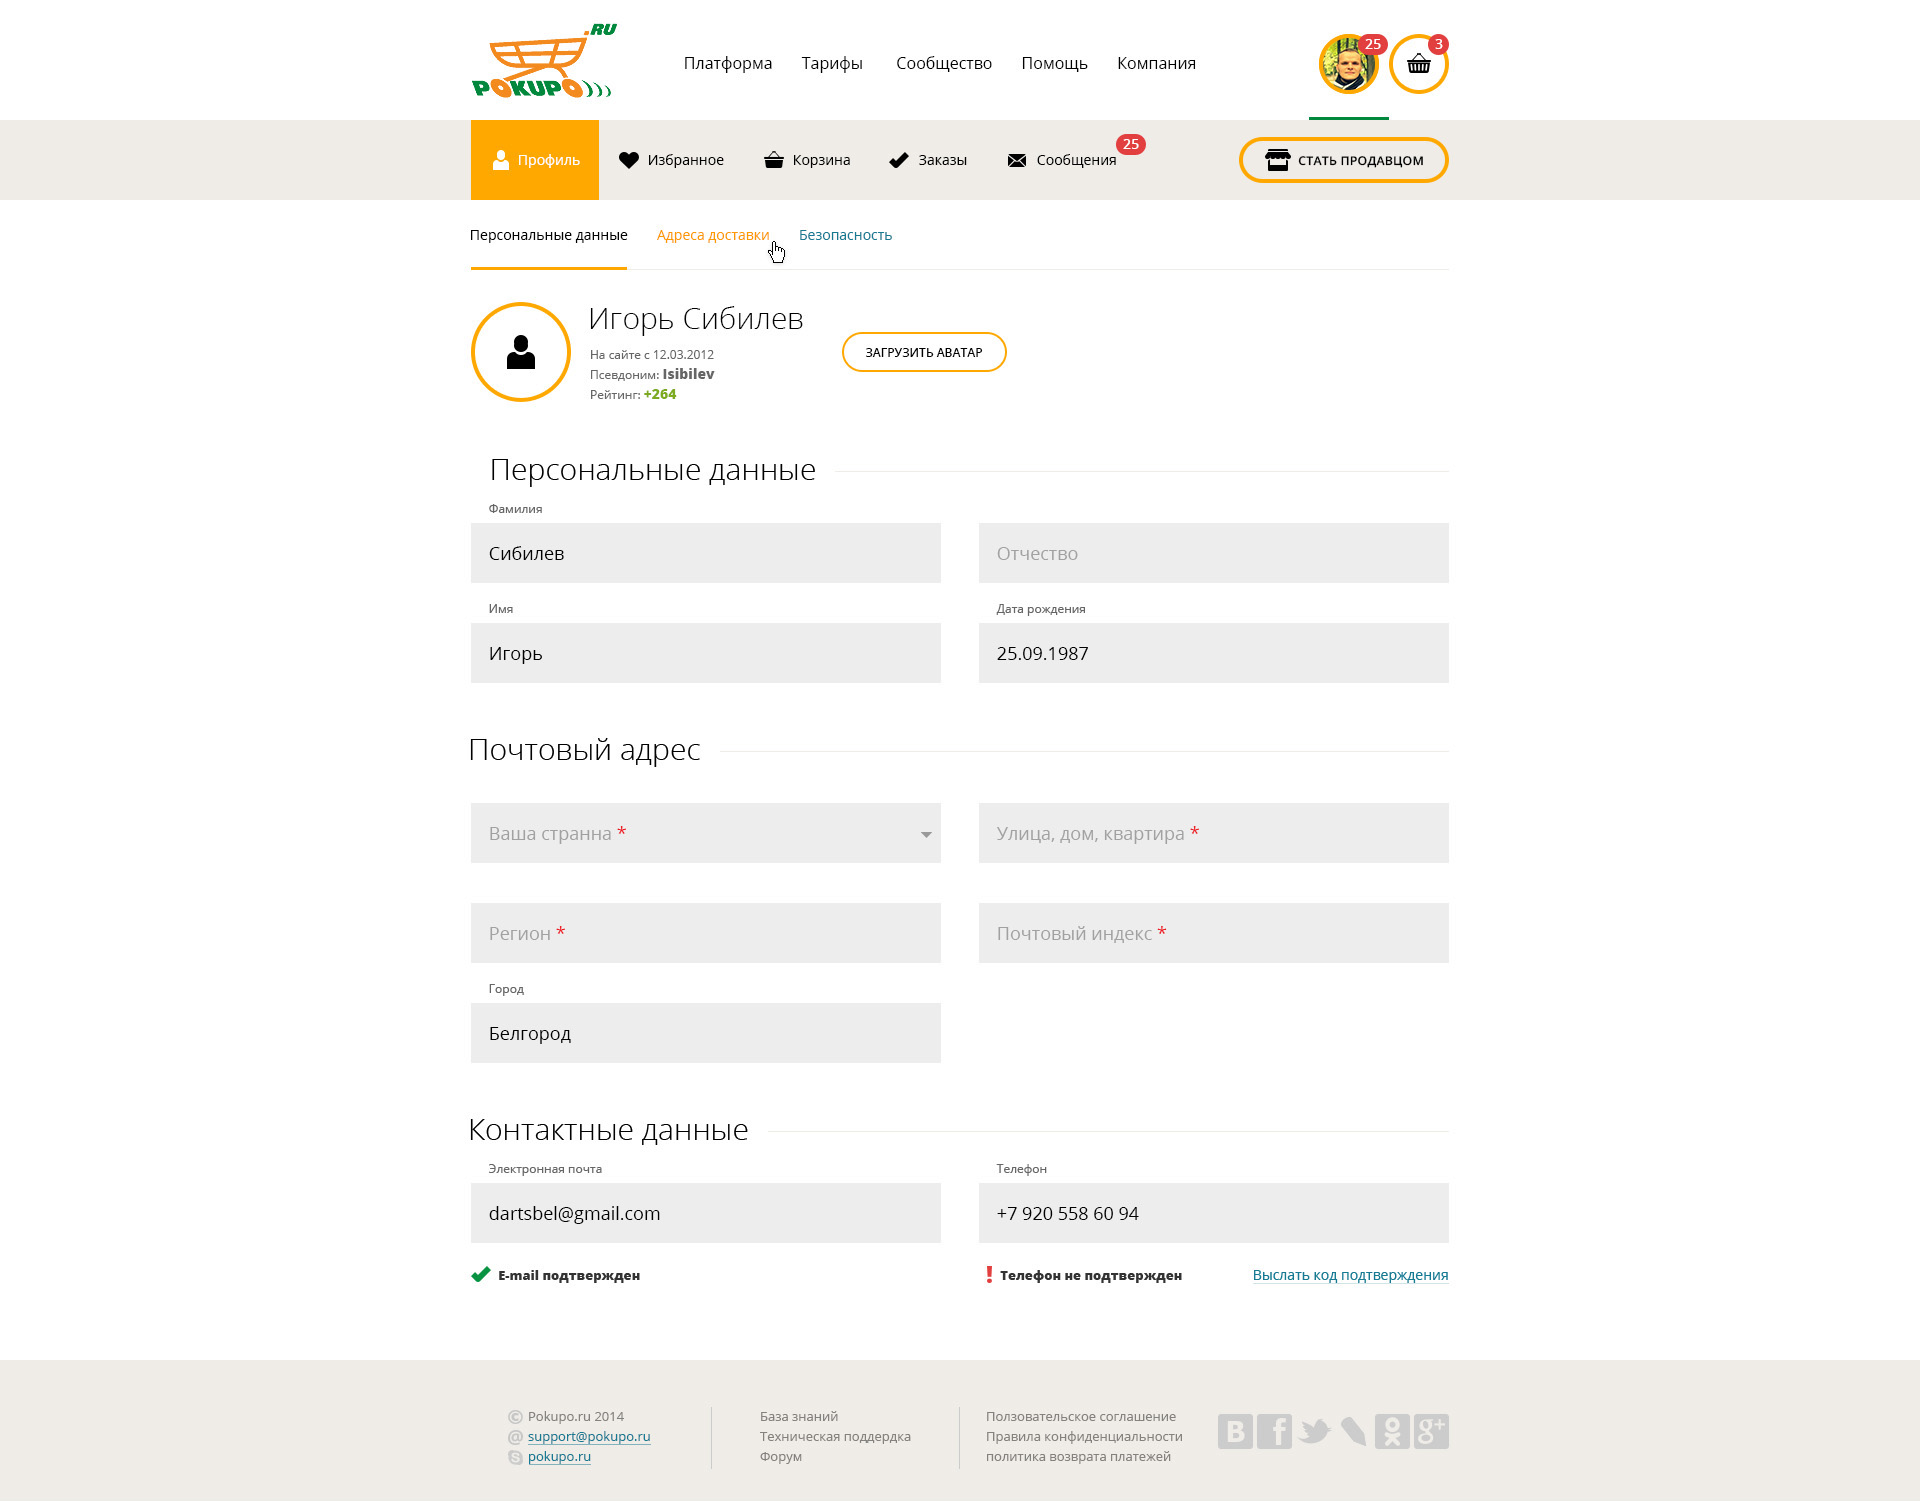 .RU
POKUPO
Платформа Тарифы Сообщество Помощь Компания
25
3
Профиль Избранное Корзина Заказы Сообщения 25 СТАТЬ ПРОДАВЦОМ
Персональные данные Адреса доставки Безопасность
Игорь Сибилев
На сайте с 12.03.2012
Псевдоним: Isibilev
Рейтинг: +264
ЗАГРУЗИТЬ АВАТАР
Персональные данные
Фамилия
Сибилев
Отчество
Имя
Игорь
Дата рождения
25.09.1987
Почтовый адрес
Ваша странна *
Улица, дом, квартира *
Регион *
Почтовый индекс *
Город
Белгород
Контактные данные
Электронная почта
dartsbel@gmail.com
Телефон
+7 920 558 60 94
E-mail подтвержден
Телефон не подтвержден
Выслать код подтверждения
© Pokupo.ru 2014
@ support@pokupo.ru
pokupo.ru
База знаний
Техническая поддердка
Форум
Ползовательское соглашение
Правила конфиденциальности
политика возврата платежей